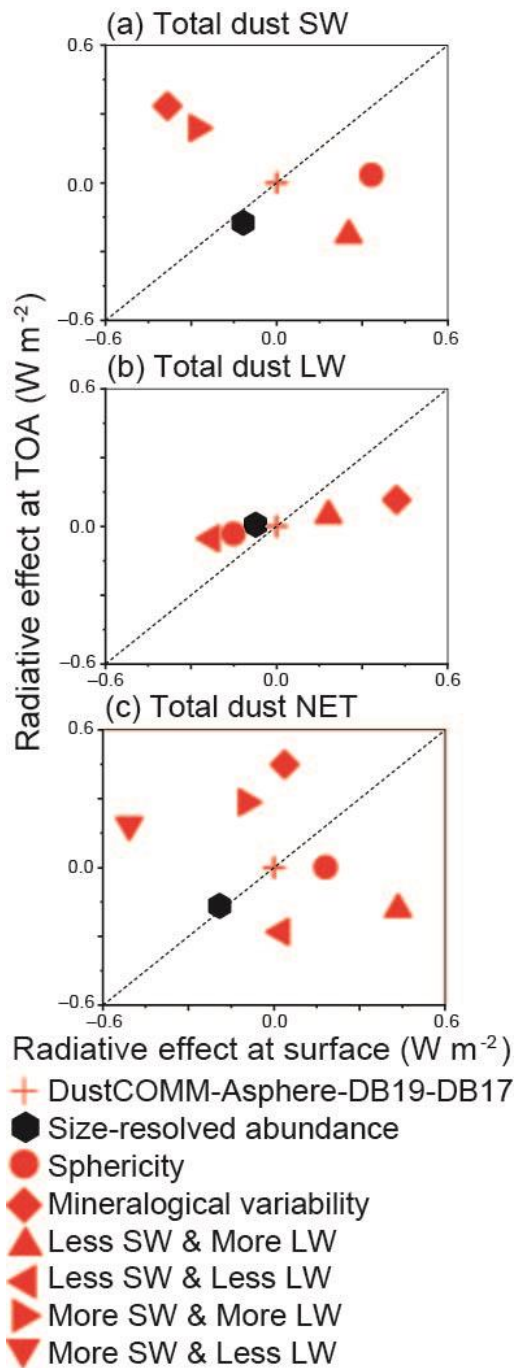 (a) Total dust SW
0.6
0.0
–0.6
–0.6 0.0 0.6
(b) Total dust LW
0.6
0.0
–0.6
–0.6 0.0 0.6
(c) Total dust NET
0.6
0.0
–0.6
–0.6 0.0 0.6
Radiative effect at TOA (W m⁻²)
Radiative effect at surface (W m⁻²)
DustCOMM-Asphere-DB19-DB17
Size-resolved abundance
Sphericity
Mineralogical variability
Less SW & More LW
Less SW & Less LW
More SW & More LW
More SW & Less LW